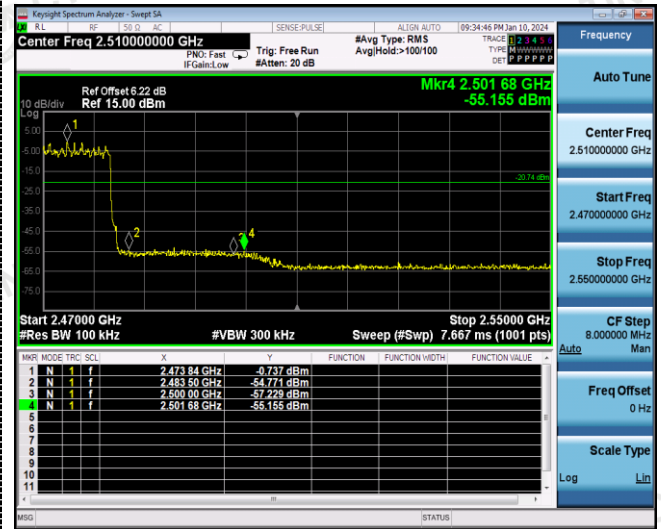 Keysight Spectrum Analyzer - Swept SA
RL RF 50 Ω AC SENSE:PULSE ALIGN AUTO 09:34:46 PM Jan 10, 2024
Center Freq 2.510000000 GHz
PNO: Fast
IFGain:Low
Trig: Free Run
#Atten: 20 dB
#Avg Type: RMS
Avg|Hold:>100/100
TRACE 1 2 3 4 5 6
TYPE M WWWWW
DET P P P P P P
Mkr4 2.501 68 GHz
-55.155 dBm
Ref Offset 6.22 dB
10 dB/div Ref 15.00 dBm
Log
5.00
-5.00
-15.0
-25.0
-35.0
-45.0
-55.0
-65.0
-75.0
1
2
4
-20.74 dBm
Start 2.47000 GHz Stop 2.55000 GHz
#Res BW 100 kHz #VBW 300 kHz Sweep (#Swp) 7.667 ms (1001 pts)
MKR MODE TRC SCL X Y FUNCTION FUNCTION WIDTH FUNCTION VALUE
1 N 1 f 2.473 84 GHz -0.737 dBm
2 N 1 f 2.483 50 GHz -54.771 dBm
3 N 1 f 2.500 00 GHz -57.229 dBm
4 N 1 f 2.501 68 GHz -55.155 dBm
5
6
7
8
9
10
11
MSG STATUS
Frequency
Auto Tune
Center Freq
2.510000000 GHz
Start Freq
2.470000000 GHz
Stop Freq
2.550000000 GHz
CF Step
8.000000 MHz
Auto Man
Freq Offset
0 Hz
Scale Type
Log Lin